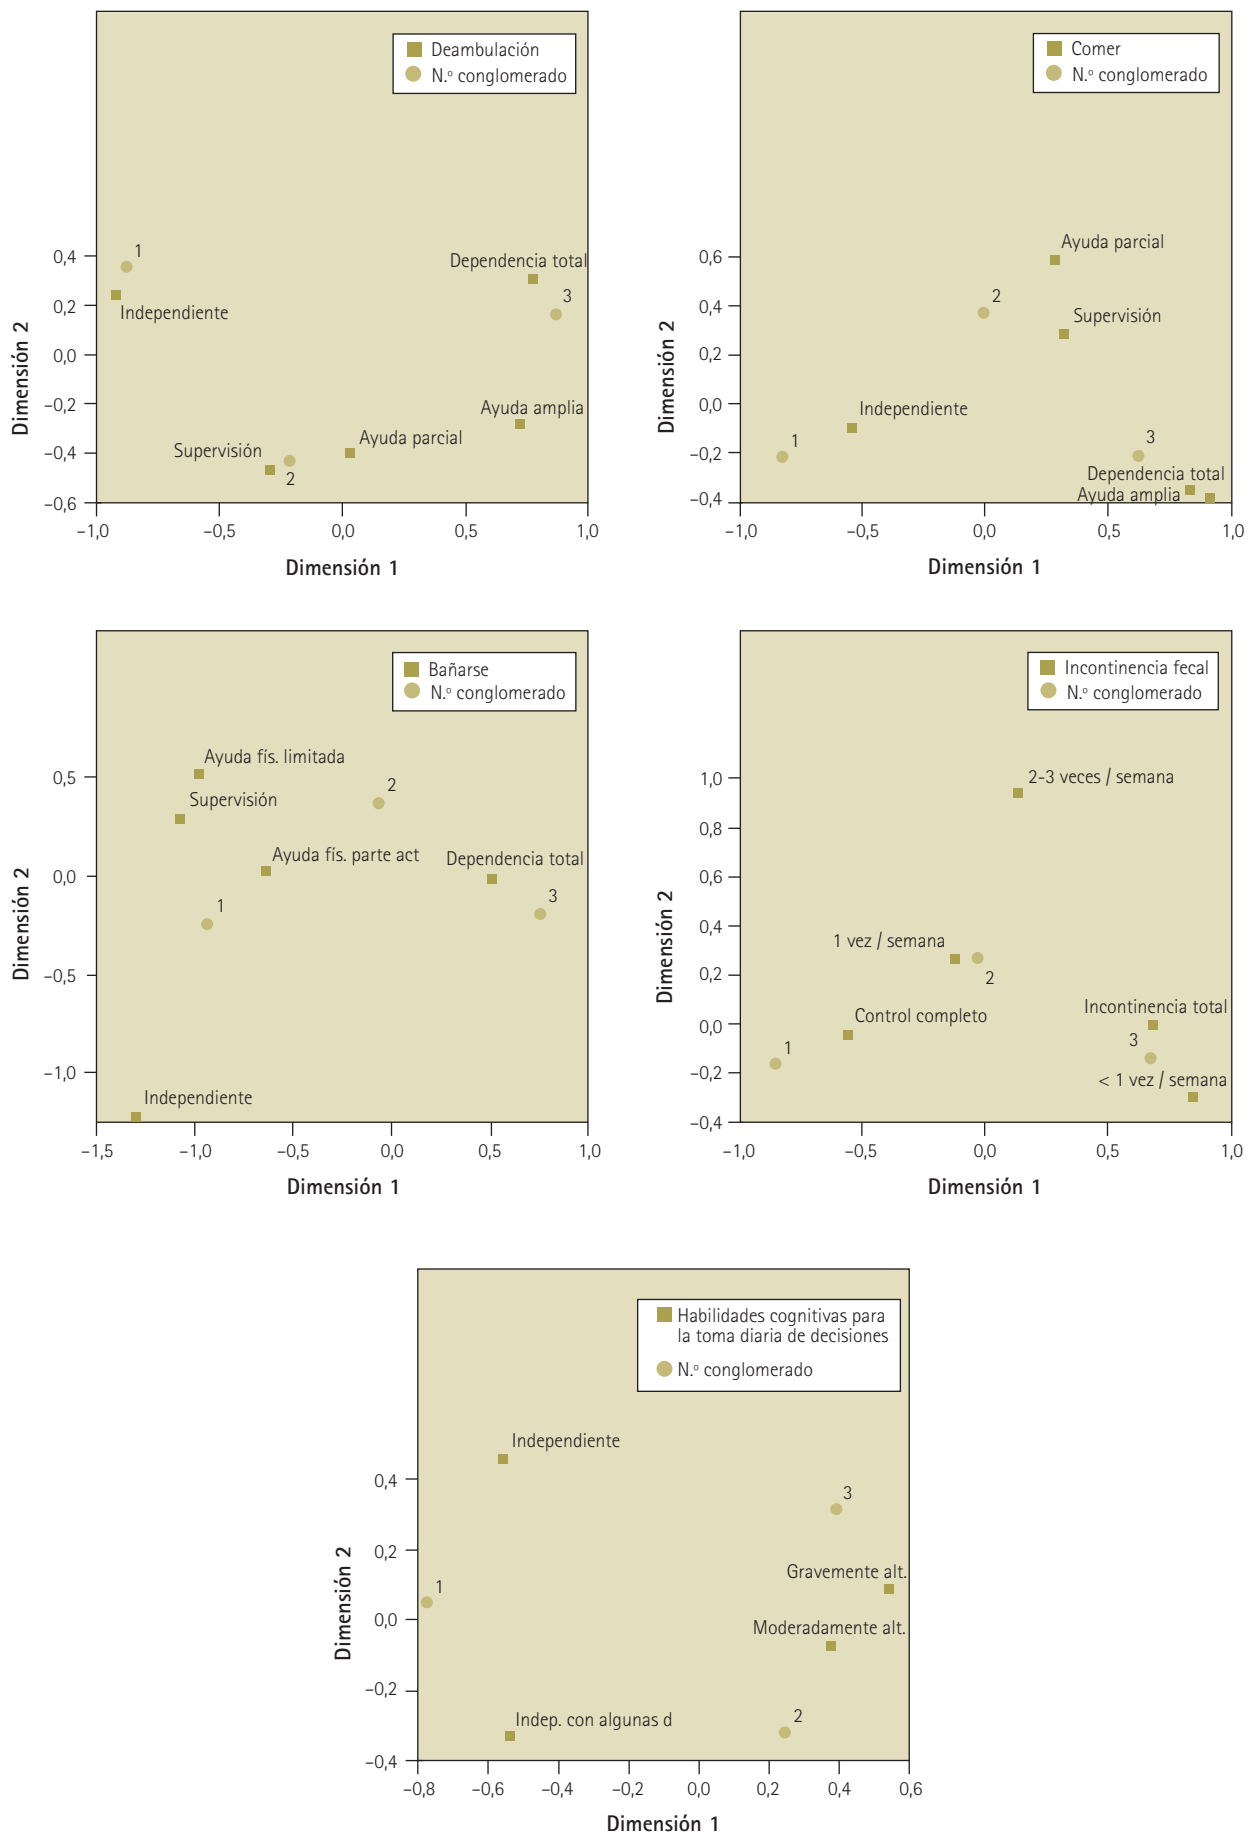 Deambulación
N.º conglomerado
1
Independiente
Dependencia total
3
Ayuda amplia
Ayuda parcial
Supervisión
2
0,4
0,2
0,0
−0,2
−0,4
−0,6
−1,0
−0,5
0,0
0,5
1,0
Dimensión 2
Dimensión 1
Comer
N.º conglomerado
Ayuda parcial
2
Supervisión
Independiente
1
3
Dependencia total
Ayuda amplia
0,6
0,4
0,2
0,0
−0,2
−0,4
−1,0
−0,5
0,0
0,5
1,0
Dimensión 2
Dimensión 1
Bañarse
N.º conglomerado
Ayuda fís. limitada
2
Supervisión
Ayuda fís. parte act
Dependencia total
3
1
Independiente
0,5
0,0
−0,5
−1,0
−1,5
−1,0
−0,5
0,0
0,5
1,0
Dimensión 2
Dimensión 1
Incontinencia fecal
N.º conglomerado
2-3 veces / semana
1 vez / semana
2
Control completo
1
Incontinencia total
3
< 1 vez / semana
1,0
0,8
0,6
0,4
0,2
0,0
−0,2
−0,4
−1,0
−0,5
0,0
0,5
1,0
Dimensión 2
Dimensión 1
Habilidades cognitivas para
la toma diaria de decisiones
N.º conglomerado
Independiente
3
Gravemente alt.
1
Moderadamente alt.
Indep. con algunas d
2
0,4
0,2
0,0
−0,2
−0,4
−0,8
−0,6
−0,4
−0,2
0,0
0,2
0,4
0,6
Dimensión 2
Dimensión 1